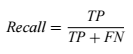 Recall = TP / (TP + FN)